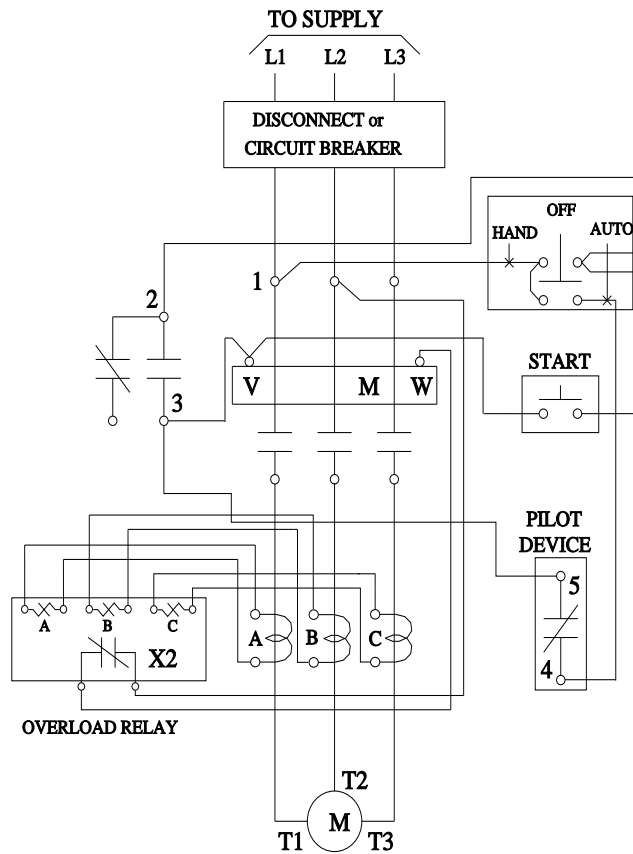 TO SUPPLY
L1 L2 L3
DISCONNECT or
CIRCUIT BREAKER
OFF
HAND AUTO
1
2
START
V M W
3
PILOT
DEVICE
5
A B C
A B C
X2
4
OVERLOAD RELAY
T2
M
T1 T3